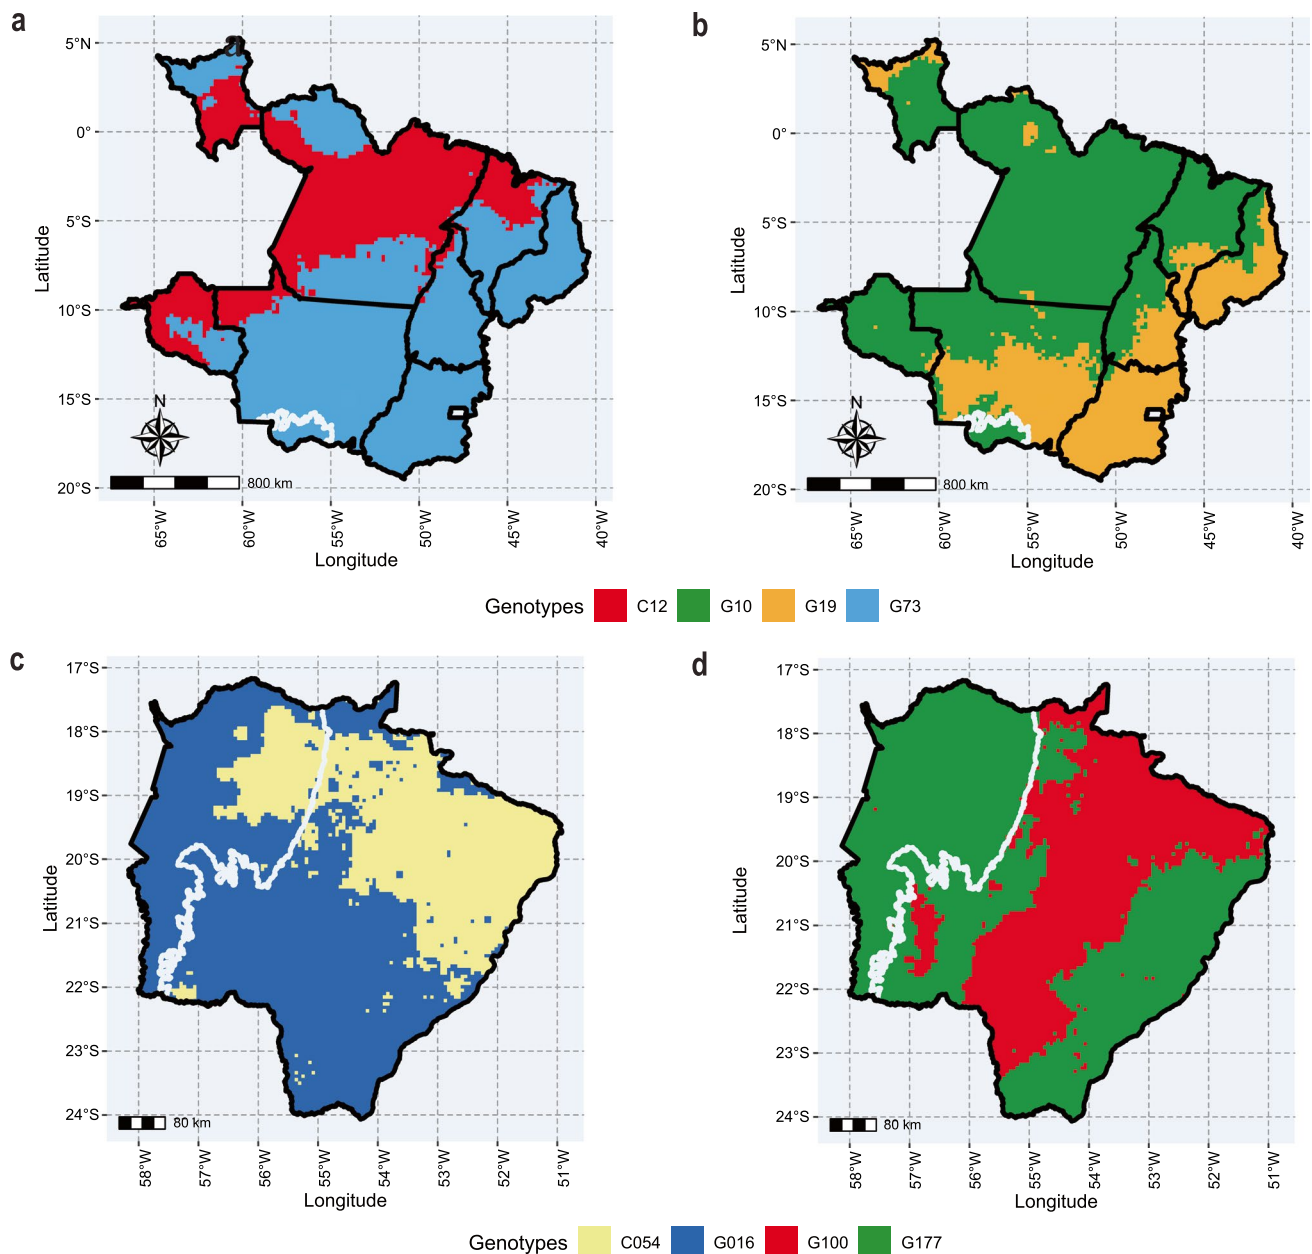 a
5°N
0°
5°S
10°S
15°S
20°S
Latitude
N
800 km
65°W
60°W
55°W
50°W
45°W
40°W
Longitude
b
5°N
0°
5°S
10°S
15°S
20°S
Latitude
N
800 km
65°W
60°W
55°W
50°W
45°W
40°W
Longitude
Genotypes C12 G10 G19 G73
c
17°S
18°S
19°S
20°S
21°S
22°S
23°S
24°S
Latitude
80 km
58°W
57°W
56°W
55°W
54°W
53°W
52°W
51°W
Longitude
d
17°S
18°S
19°S
20°S
21°S
22°S
23°S
24°S
Latitude
80 km
58°W
57°W
56°W
55°W
54°W
53°W
52°W
51°W
Longitude
Genotypes C054 G016 G100 G177